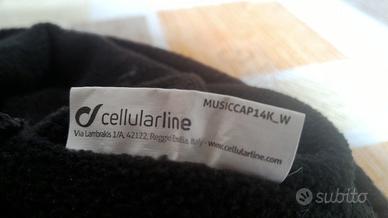 MUSICCAP14K_W
cellularline
Via Lambrakis 1/A, 42122, Reggio Emilia, Italy - www.cellularline.com
subito